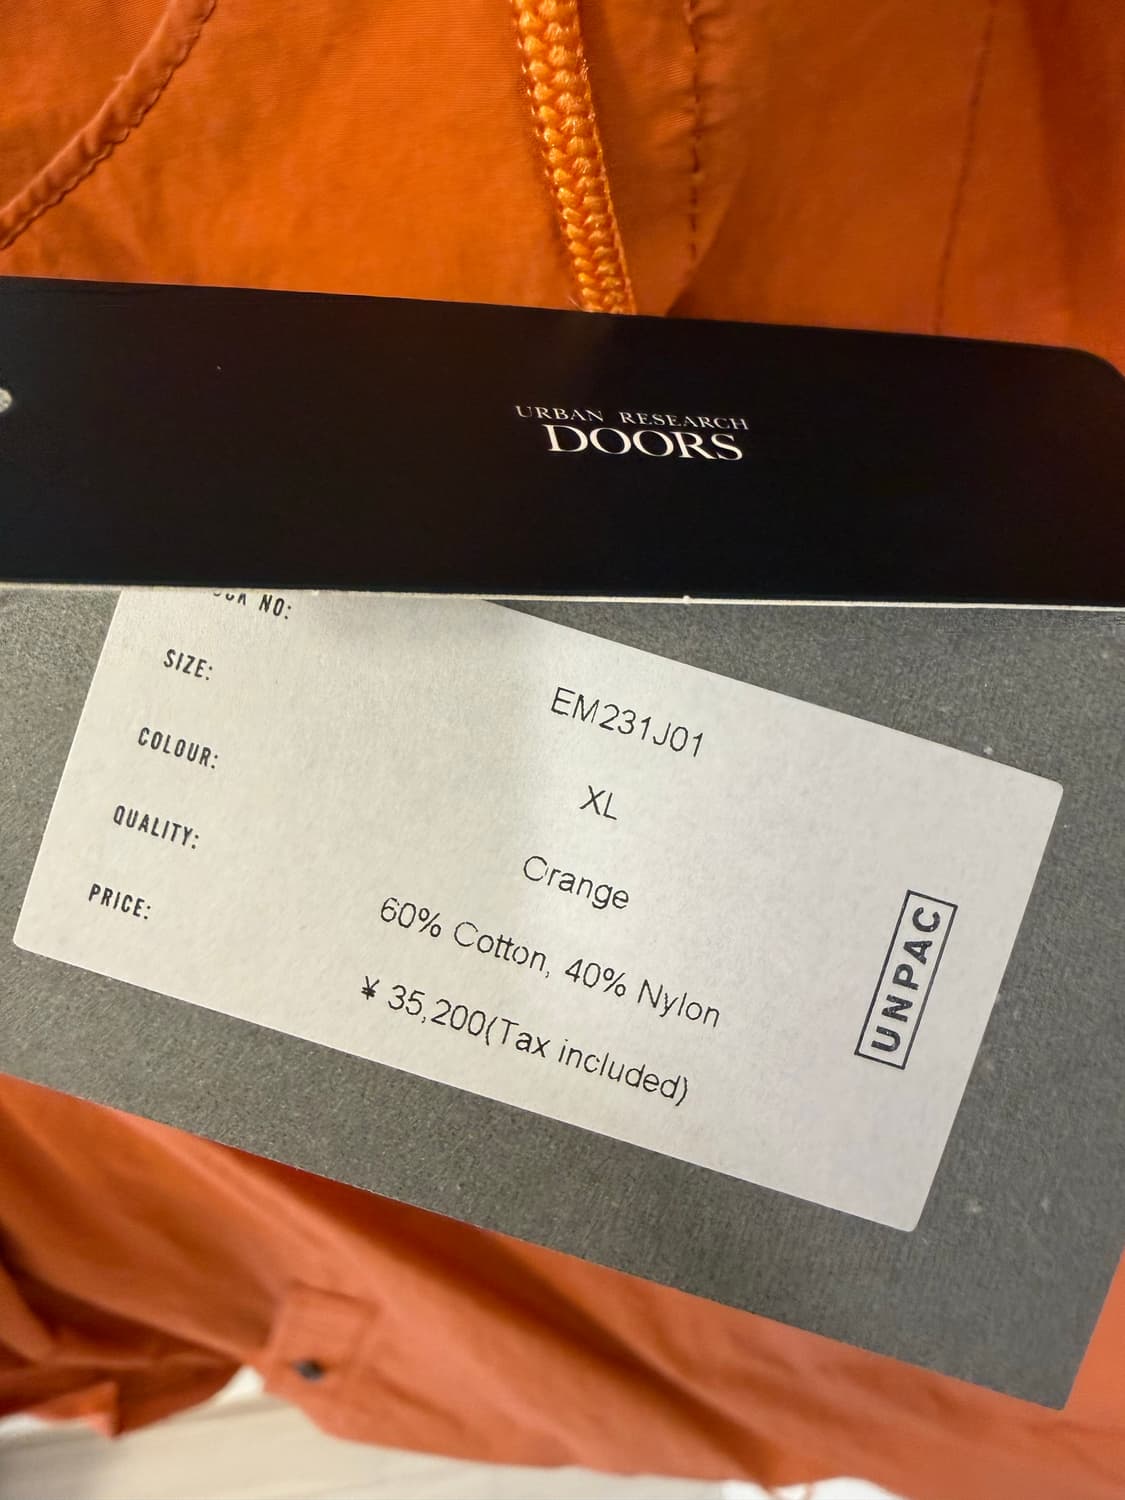 URBAN RESEARCH
DOORS
NO:
SIZE:
EM231J01
COLOUR:
XL
QUALITY:
Orange
PRICE:
60% Cotton, 40% Nylon
¥ 35,200(Tax included)
UNPAC